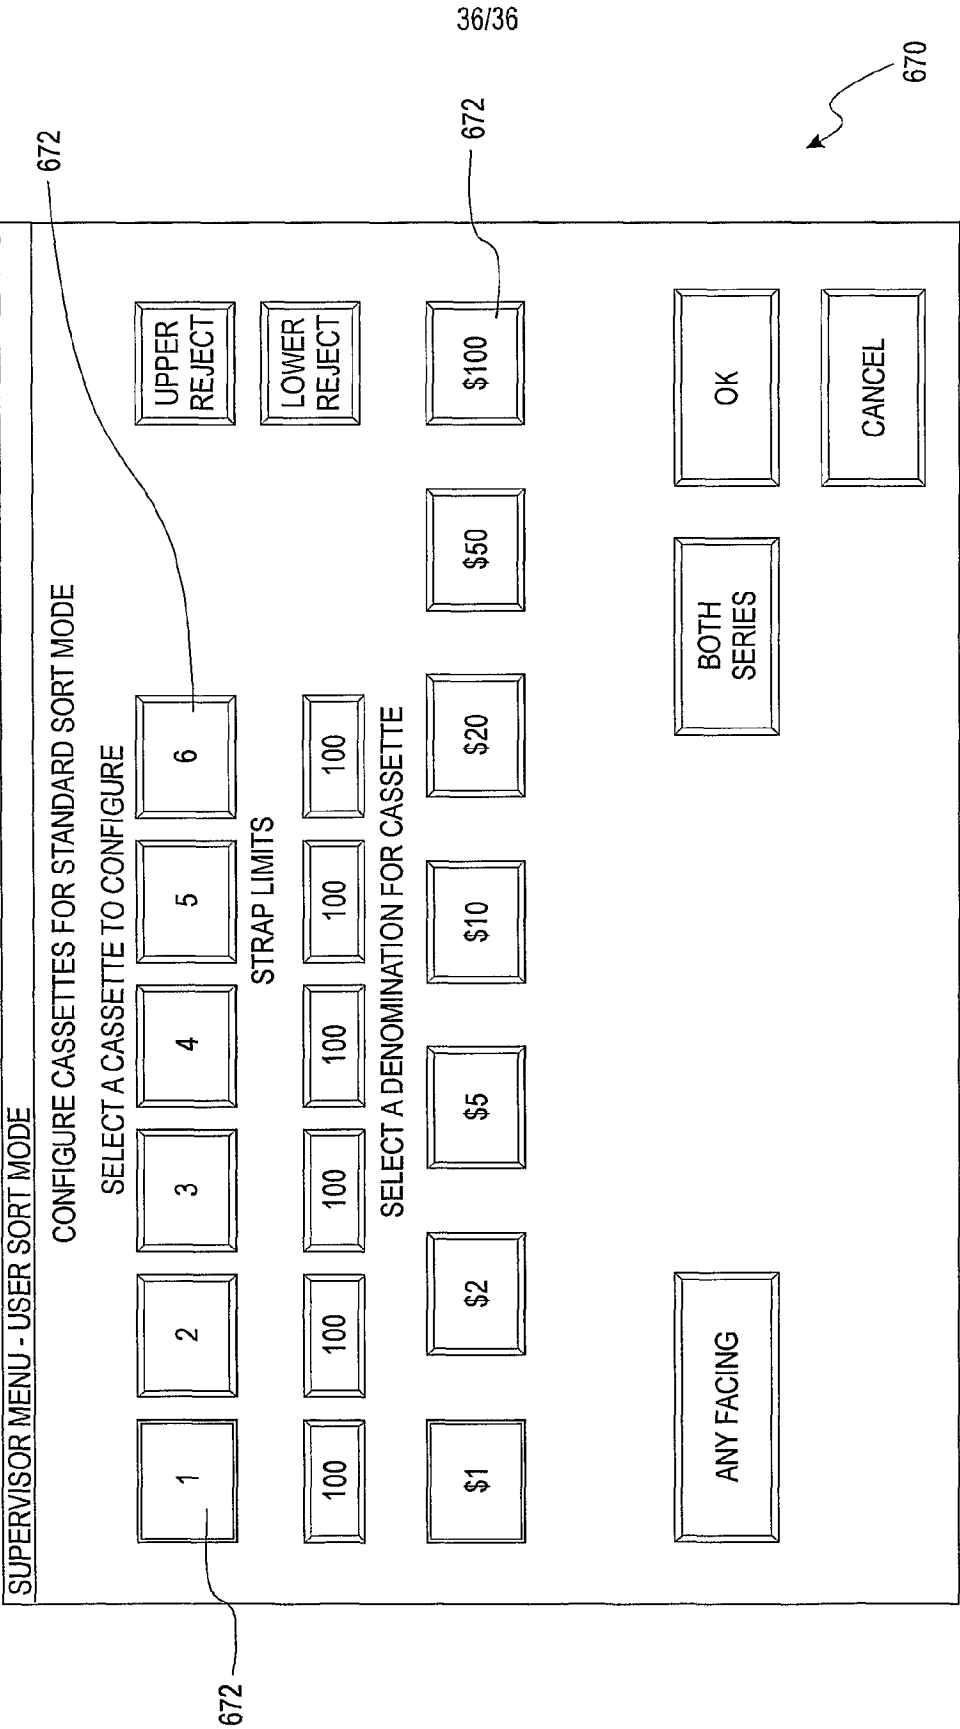 36/36
SUPERVISOR MENU - USER SORT MODE
CONFIGURE CASSETTES FOR STANDARD SORT MODE
SELECT A CASSETTE TO CONFIGURE
1 2 3 4 5 6
UPPER
REJECT
STRAP LIMITS
LOWER
REJECT
100 100 100 100 100 100
SELECT A DENOMINATION FOR CASSETTE
$1 $2 $5 $10 $20 $50 $100
ANY FACING
BOTH
SERIES
OK
CANCEL
672
672
672
670